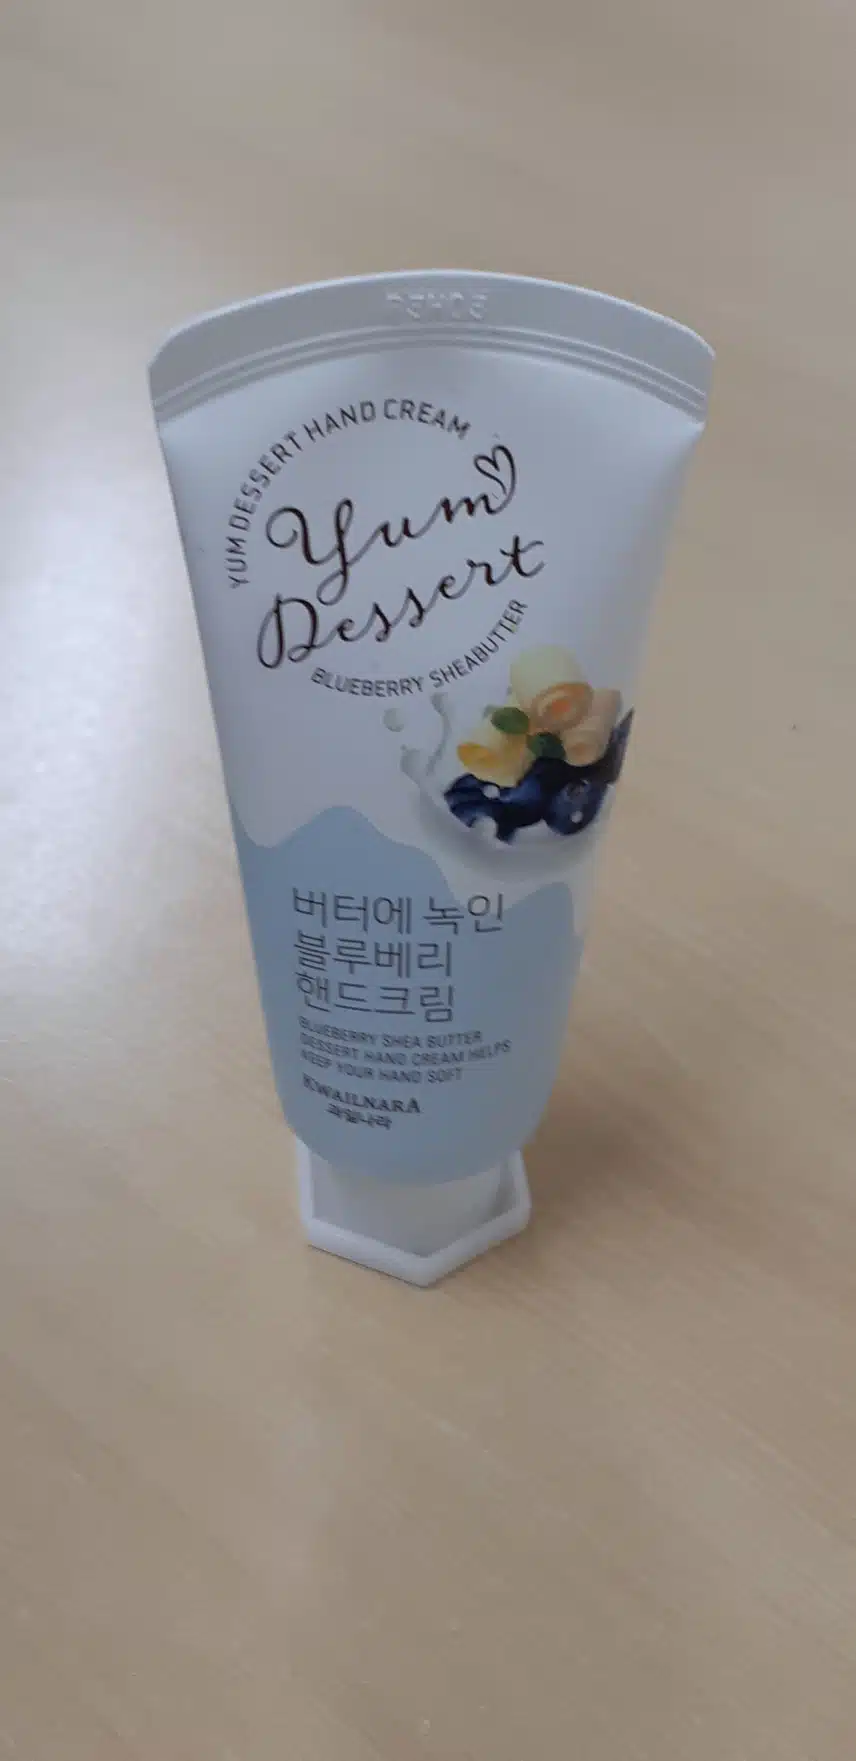 YUM DESSERT HAND CREAM
Yum
Dessert
BLUEBERRY SHEABUTTER
버터에 녹인
블루베리
핸드크림
BLUEBERRY SHEA BUTTER
DESSERT HAND CREAM HELPS
KEEP YOUR HAND SOFT
KWAILNARA
과일나라